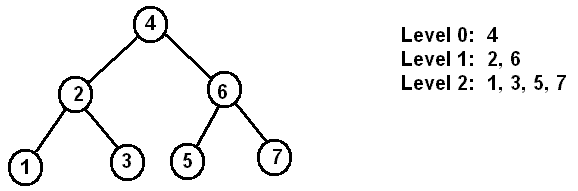 4
2 6
1 3 5 7
Level 0: 4
Level 1: 2, 6
Level 2: 1, 3, 5, 7